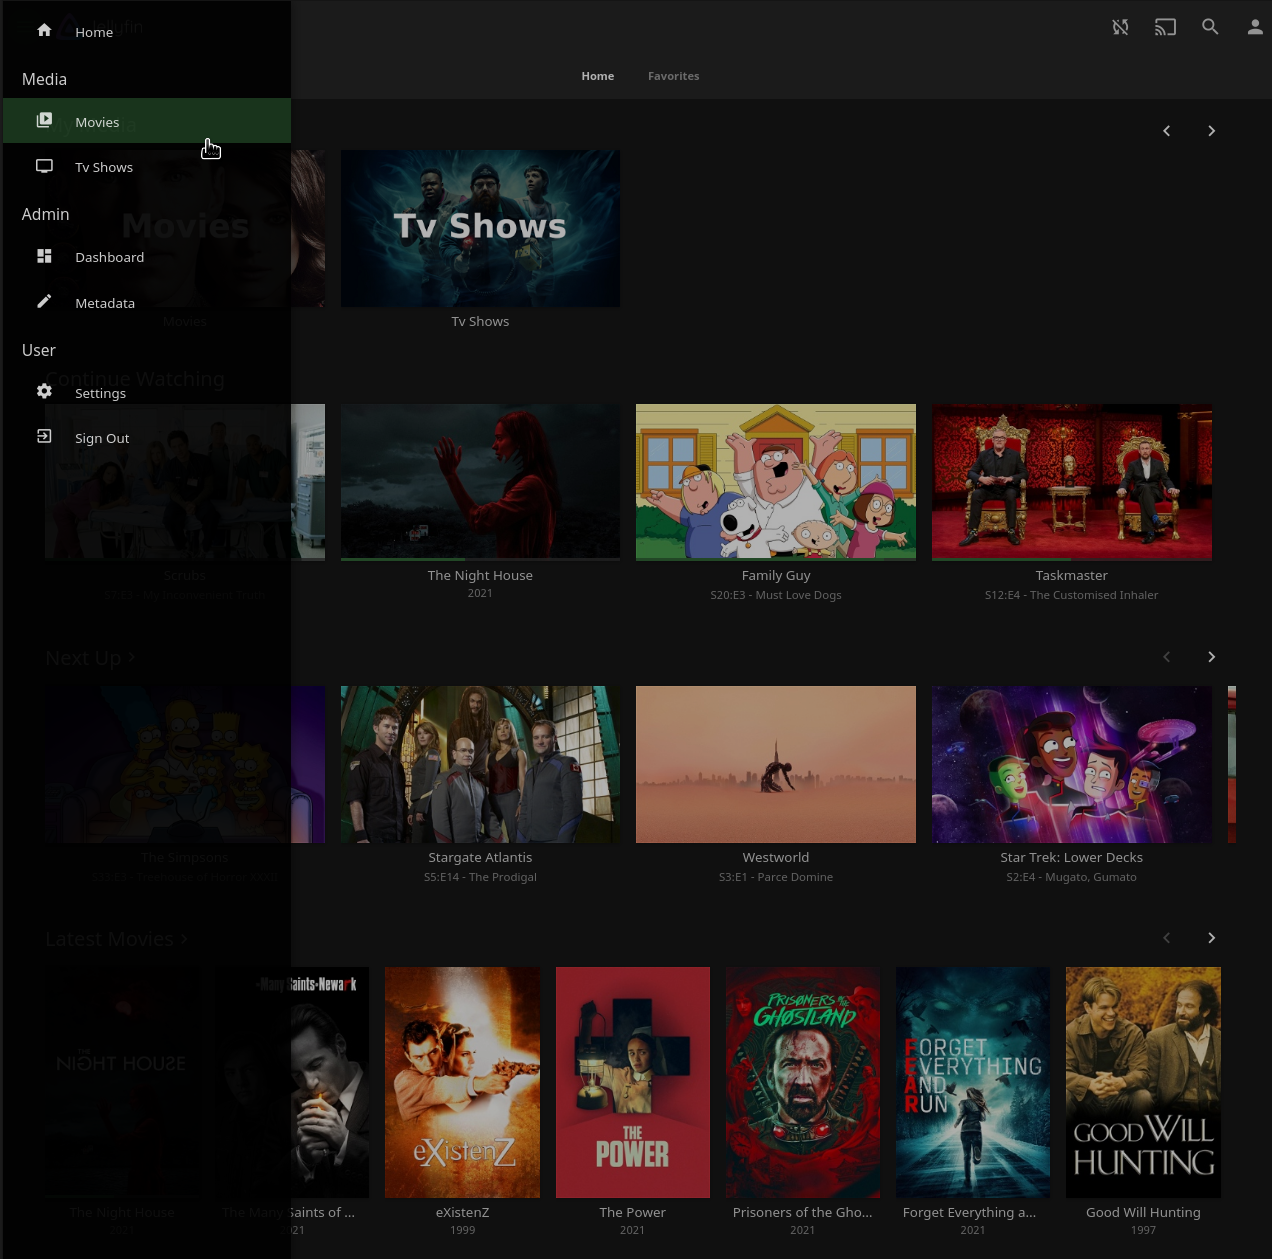 Home
Home
Favorites
Media
Movies
Tv Shows
Movies
Tv Shows
Admin
Dashboard
Metadata
Movies
Tv Shows
User
Continue Watching
Settings
Sign Out
Scrubs
The Night House
Family Guy
Taskmaster
My Inconvenient Truth
2021
S20:E3 - Must Love Dogs
S12:E4 - The Customised Inhaler
Next Up
The Simpsons
Stargate Atlantis
Westworld
Star Trek: Lower Decks
Treehouse of Horror XXXII
S5:E14 - The Prodigal
S3:E1 - Parce Domine
S2:E4 - Mugato, Gumato
Latest Movies
THE
NIGHT HOUSE
Many Saints of Newark
eXistenZ
THE
POWER
PRISONERS OF THE
GHOSTLAND
FORGET
EVERYTHING
AND
RUN
GOOD WILL
HUNTING
The Night House
The Many Saints of ...
eXistenZ
The Power
Prisoners of the Gho...
Forget Everything a...
Good Will Hunting
2021
2021
1999
2021
2021
2021
1997